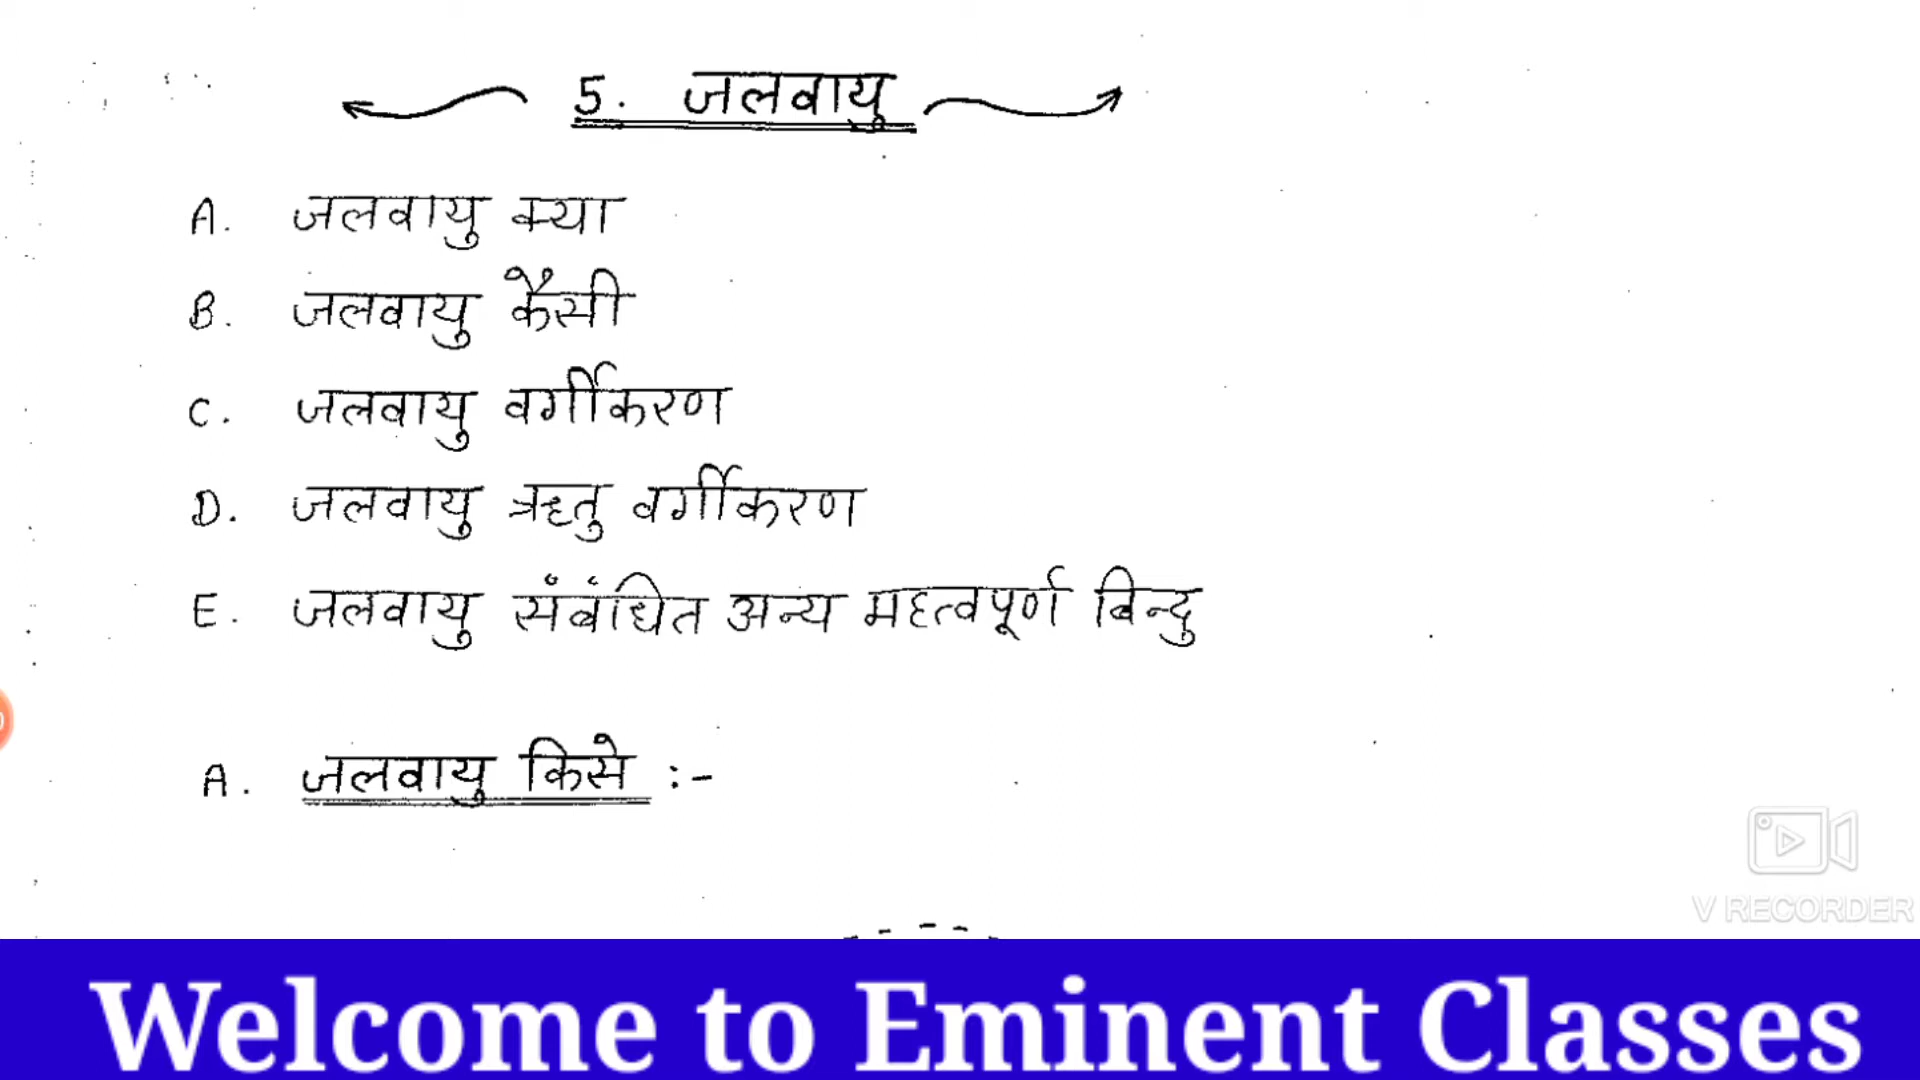 5. जलवायु
A. जलवायु क्या
B. जलवायु कैसी
C. जलवायु वर्गीकरण
D. जलवायु ऋतु वर्गीकरण
E. जलवायु संबंधित अन्य महत्वपूर्ण बिन्दु
A. जलवायु किसे :-
V RECORDER
Welcome to Eminent Classes